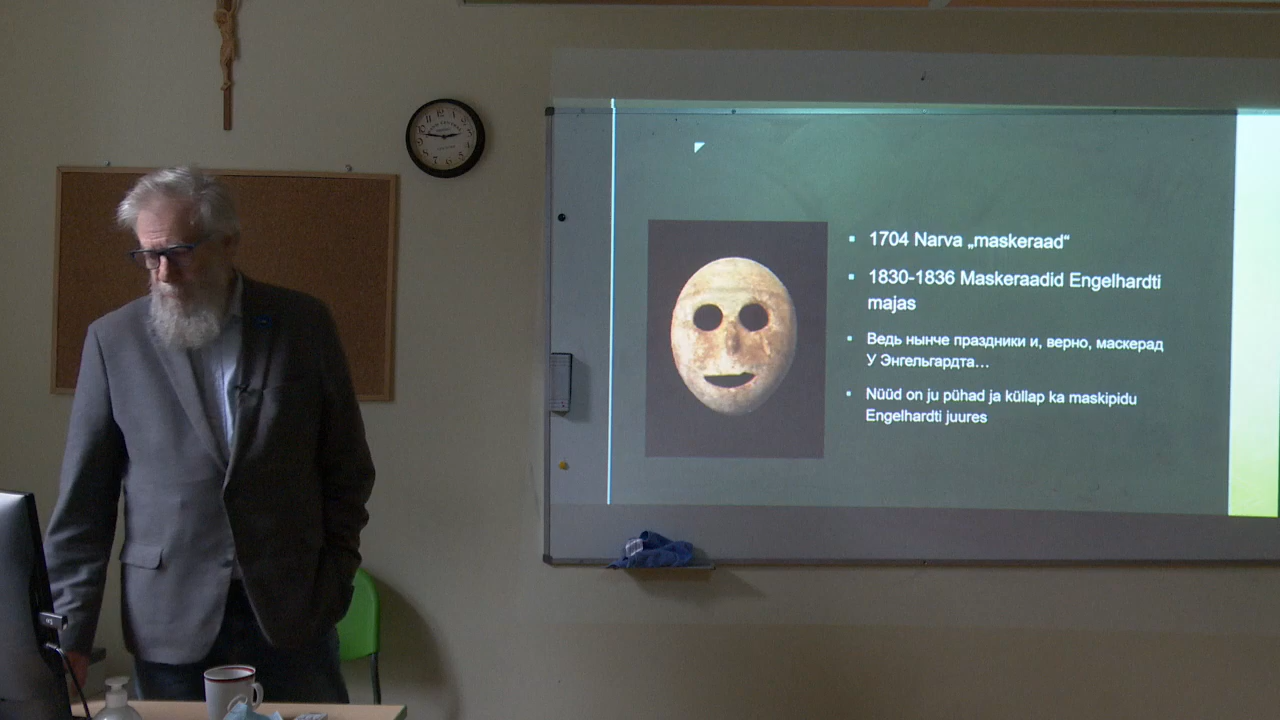 1704 Narva „maskeraad“
1830-1836 Maskeraadid Engelhardti
majas
Ведь нынче праздники и, верно, маскерад
У Энгельгардта…
Nüüd on ju pühad ja küllap ka maskipidu
Engelhardti juures